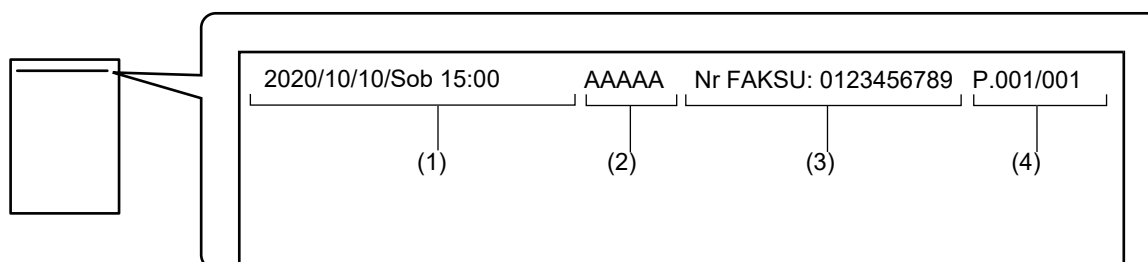 2020/10/10/Sob 15:00 AAAAA Nr FAKSU: 0123456789 P.001/001
(1) (2) (3) (4)